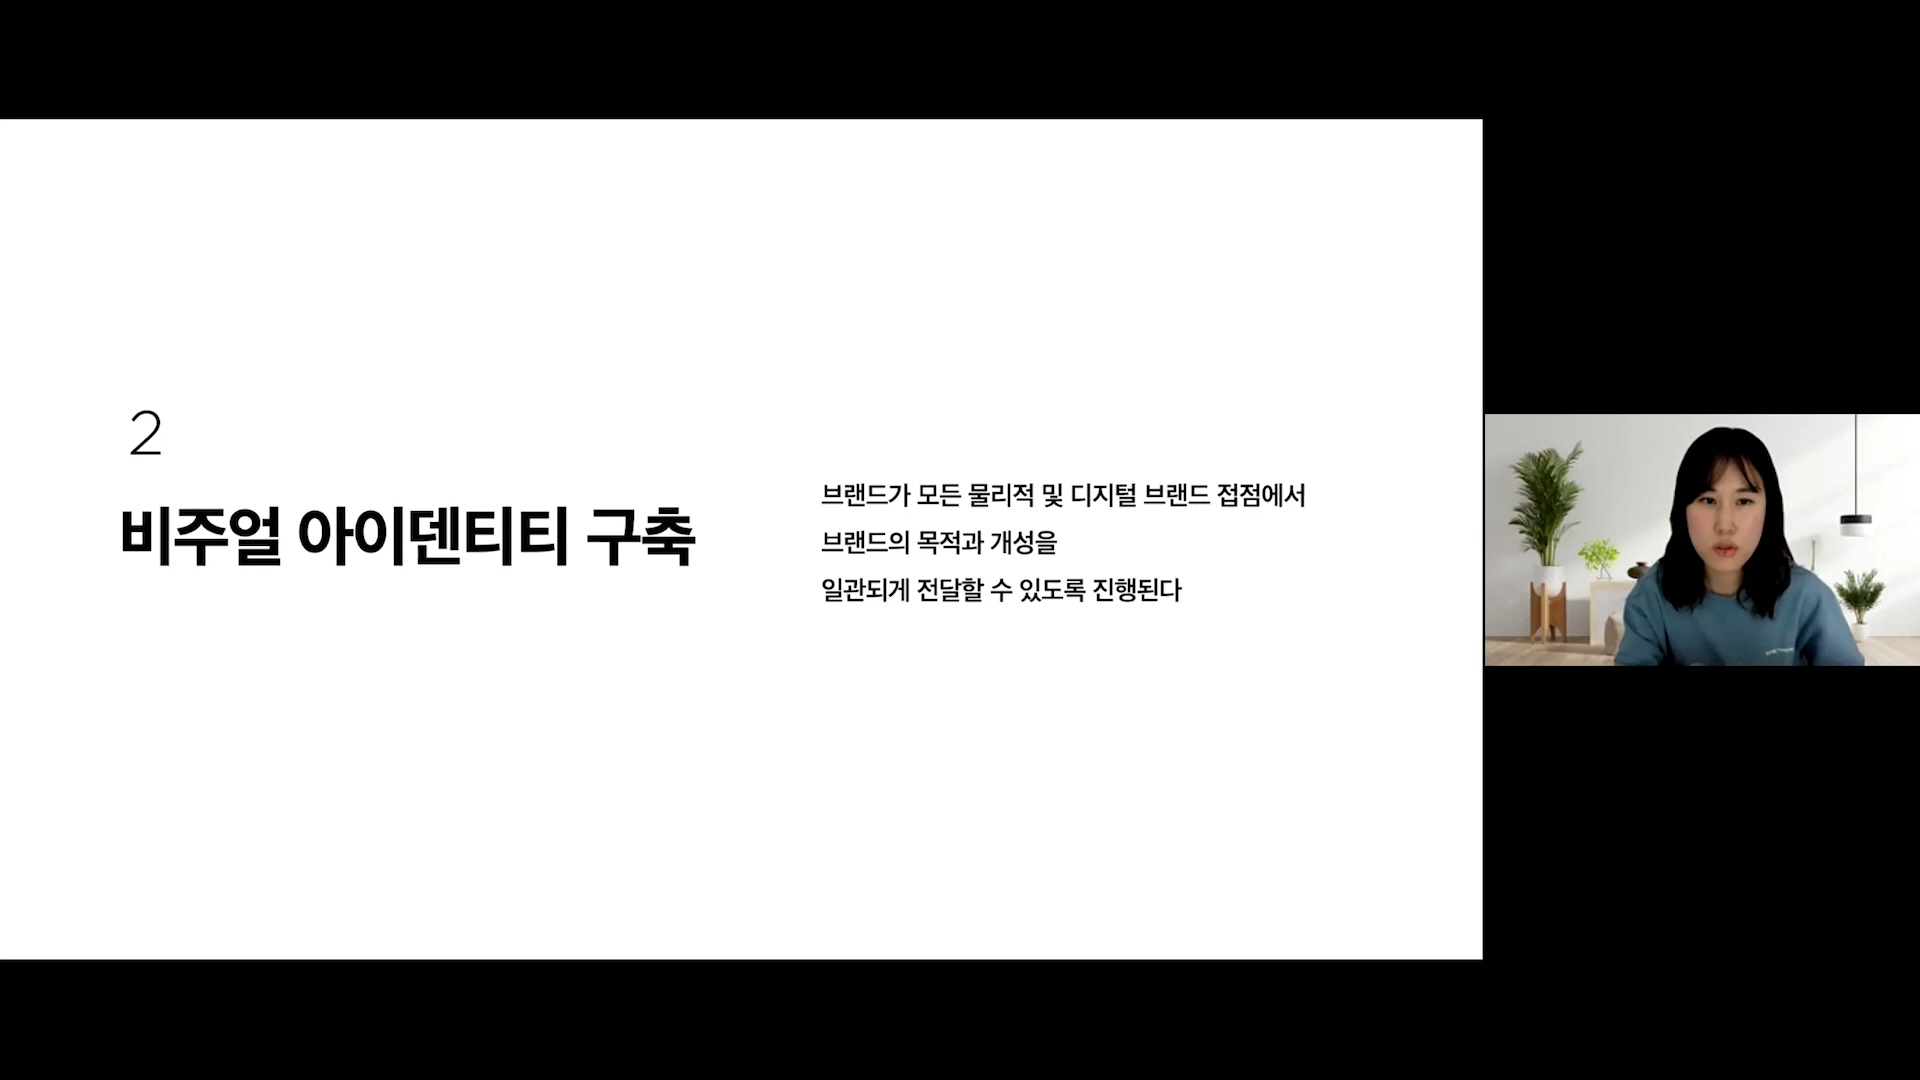 2
비주얼 아이덴티티 구축
브랜드가 모든 물리적 및 디지털 브랜드 접점에서
브랜드의 목적과 개성을
일관되게 전달할 수 있도록 진행된다